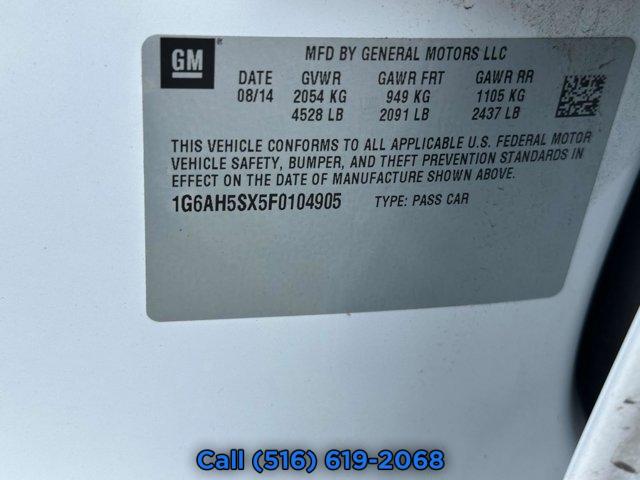 GM
MFD BY GENERAL MOTORS LLC
DATE GVWR GAWR FRT GAWR RR
08/14 2054 KG 949 KG 1105 KG
4528 LB 2091 LB 2437 LB
THIS VEHICLE CONFORMS TO ALL APPLICABLE U.S. FEDERAL MOTOR
VEHICLE SAFETY, BUMPER, AND THEFT PREVENTION STANDARDS IN
EFFECT ON THE DATE OF MANUFACTURE SHOWN ABOVE.
1G6AH5SX5F0104905 TYPE: PASS CAR
Call (516) 619-2068